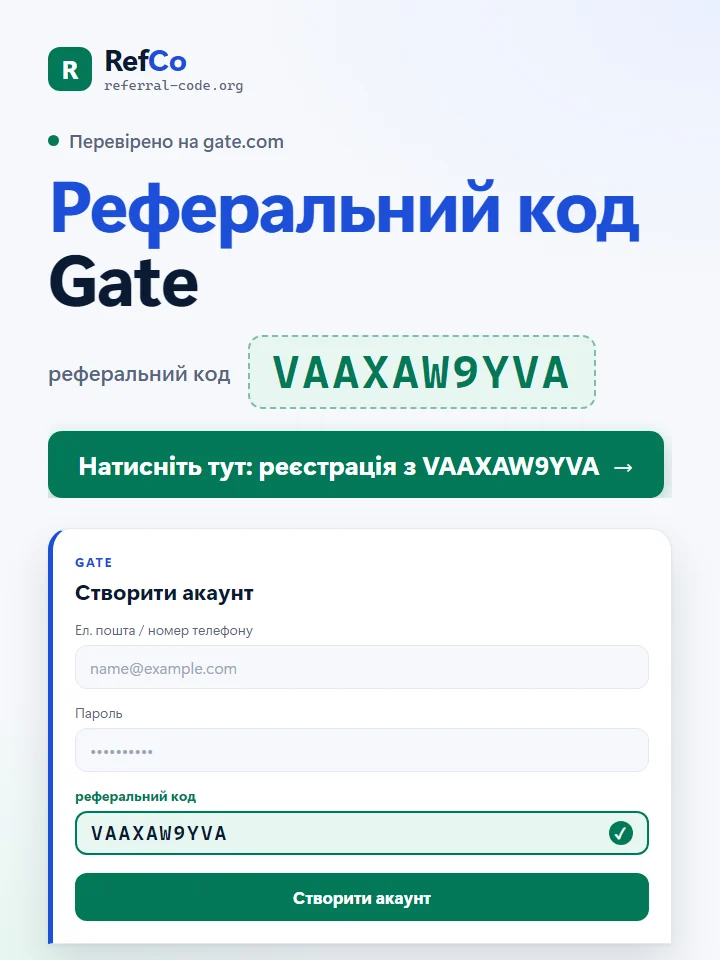 R
RefCo
referral-code.org
Перевірено на gate.com
Реферальний код
Gate
реферальний код
VAAXAW9YVA
Натисніть тут: реєстрація з VAAXAW9YVA →
GATE
Створити акаунт
Ел. пошта / номер телефону
name@example.com
Пароль
••••••••••
реферальний код
VAAXAW9YVA
Створити акаунт